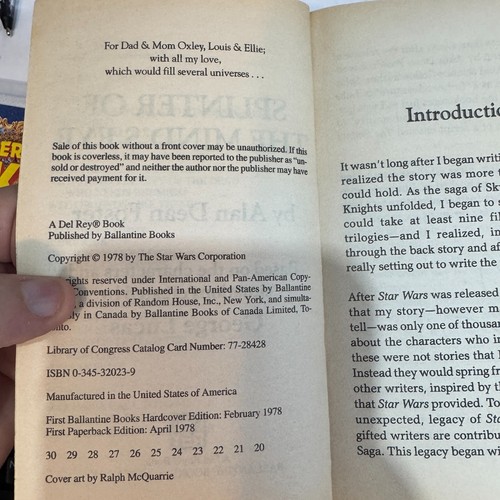 For Dad & Mom Oxley, Louis & Ellie;
with all my love,
which would fill several universes . . .
Sale of this book without a front cover may be unauthorized. If this
book is coverless, it may have been reported to the publisher as "un-
sold or destroyed" and neither the author nor the publisher may have
received payment for it.
A Del Rey® Book
Published by Ballantine Books
Copyright © 1978 by The Star Wars Corporation
rights reserved under International and Pan-American Copy-
Conventions. Published in the United States by Ballantine
a division of Random House, Inc., New York, and simulta-
in Canada by Ballantine Books of Canada Limited, To-
Library of Congress Catalog Card Number: 77-28428
ISBN 0-345-32023-9
Manufactured in the United States of America
First Ballantine Books Hardcover Edition: February 1978
First Paperback Edition: April 1978
30 29 28 27 26 25 24 23 22 21 20
Cover art by Ralph McQuarrie
Introductio
It wasn't long after I began writi
realized the story was more t
could hold. As the saga of Sk
Knights unfolded, I began to s
could take at least nine fil
trilogies—and I realized, in
through the back story and af
really setting out to write the
After Star Wars was released
that my story—however m
tell—was only one of thousan
about the characters who in
these were not stories that I
Instead they would spring fr
other writers, inspired by th
that Star Wars provided. To
unexpected, legacy of Sta
gifted writers are contribu
Saga. This legacy began wi